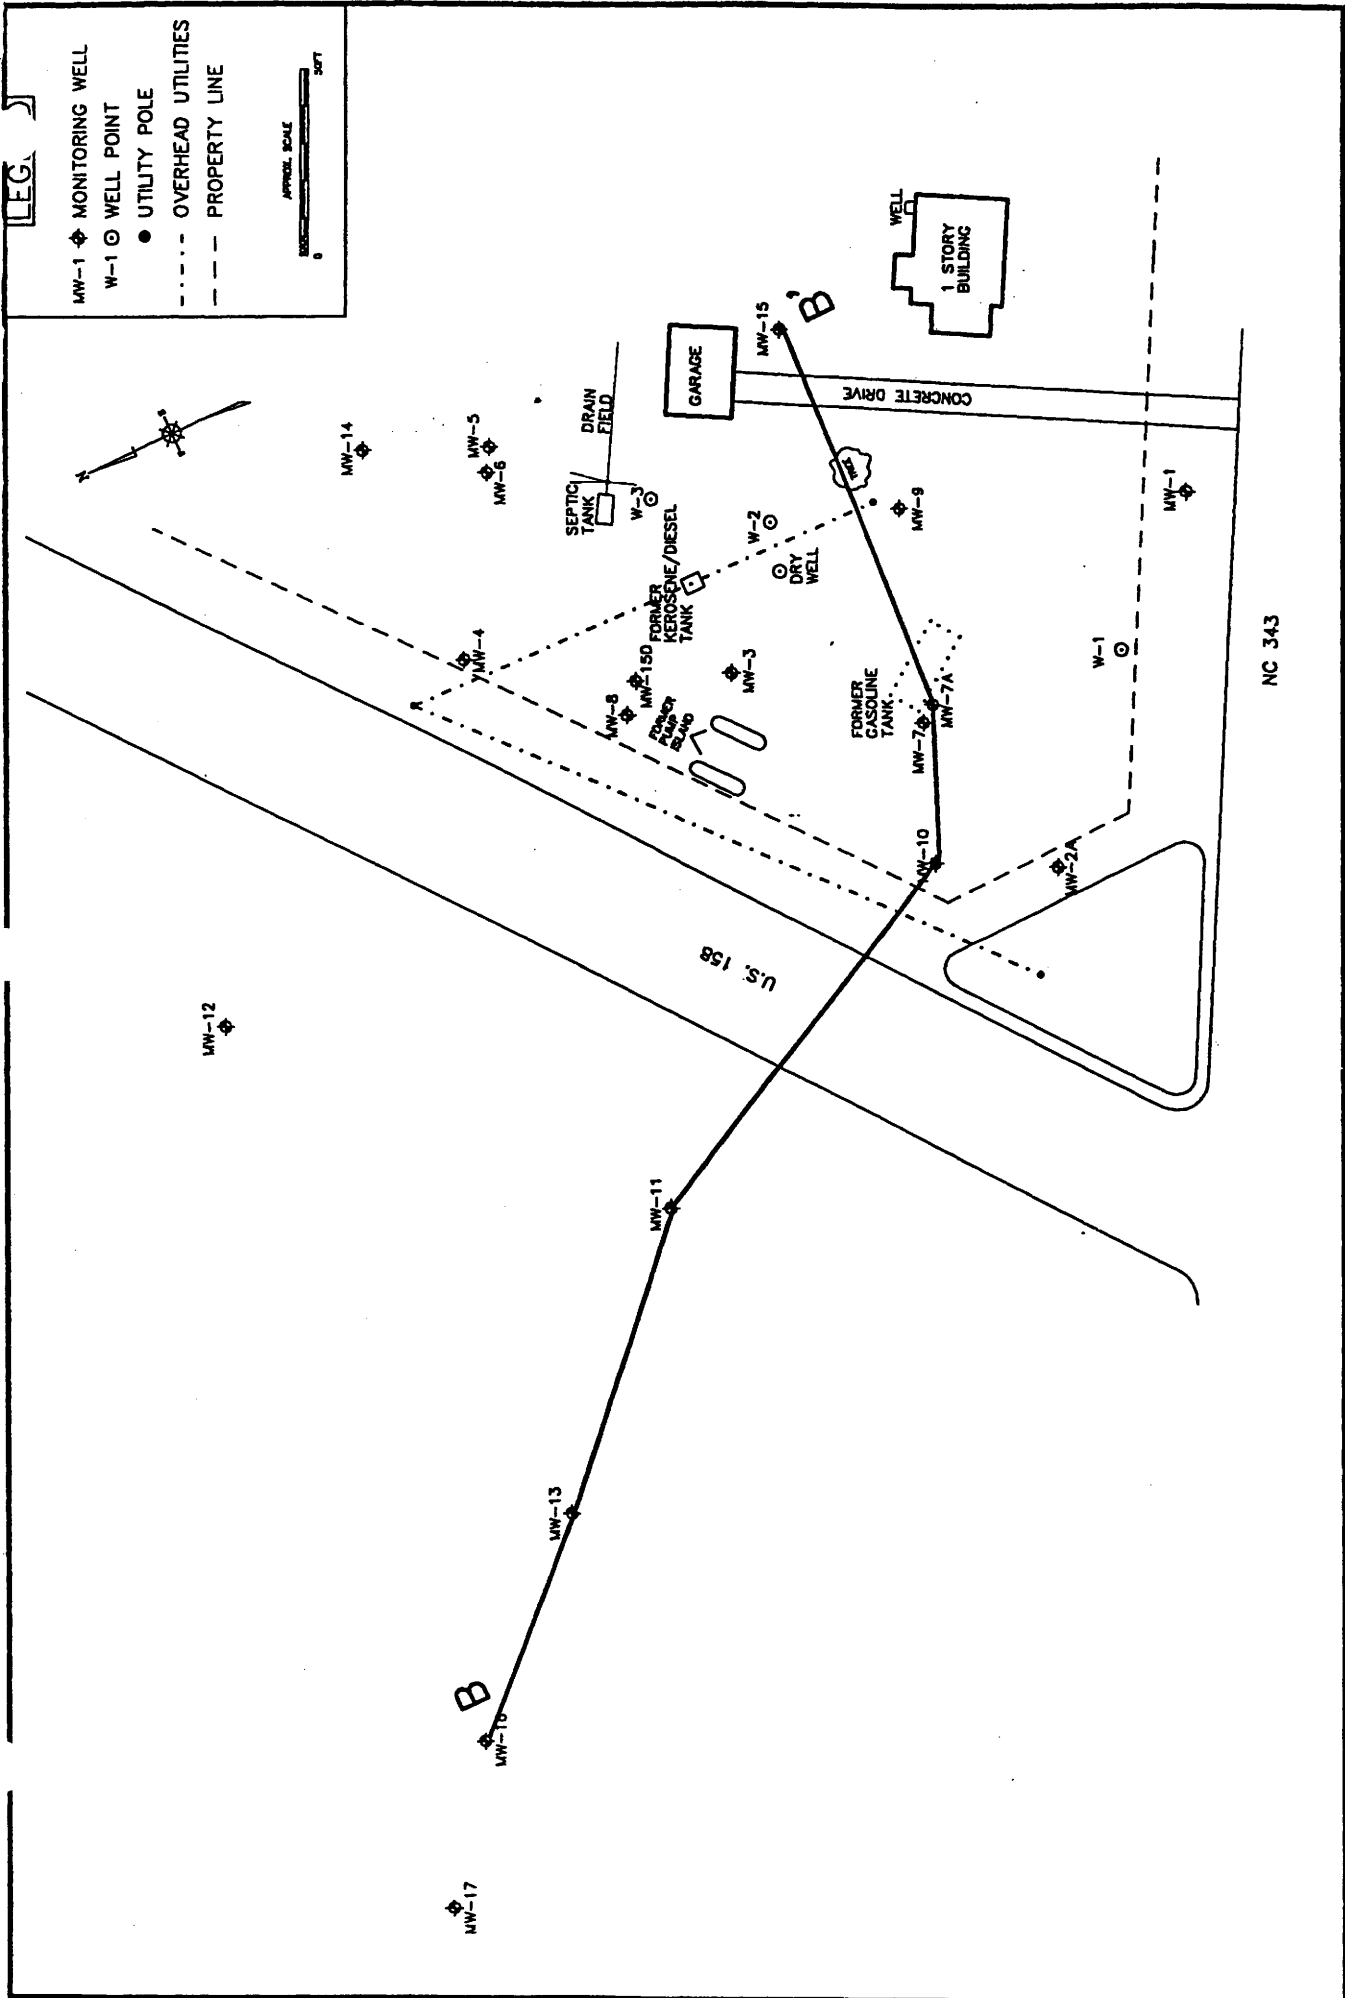 LEG
MW-1 MONITORING WELL
W-1 WELL POINT
UTILITY POLE
OVERHEAD UTILITIES
PROPERTY LINE
APPROX. SCALE
0
50FT
N
MW-14
MW-5
MW-6
DRAIN
FIELD
SEPTIC
TANK
W-3
GARAGE
MW-15
B'
WELL
1 STORY
BUILDING
CONCRETE DRIVE
TREE
MW-9
W-2
DRY
WELL
FORMER
KEROSENE/DIESEL
TANK
MW-4
MW-15D
MW-8
MW-3
FORMER
PUMP
ISLAND
FORMER
GASOLINE
TANK
MW-7
MW-7A
MW-1
W-1
NC 343
MW-10
MW-2A
U.S. 158
MW-12
MW-11
MW-13
B
MW-16
MW-17